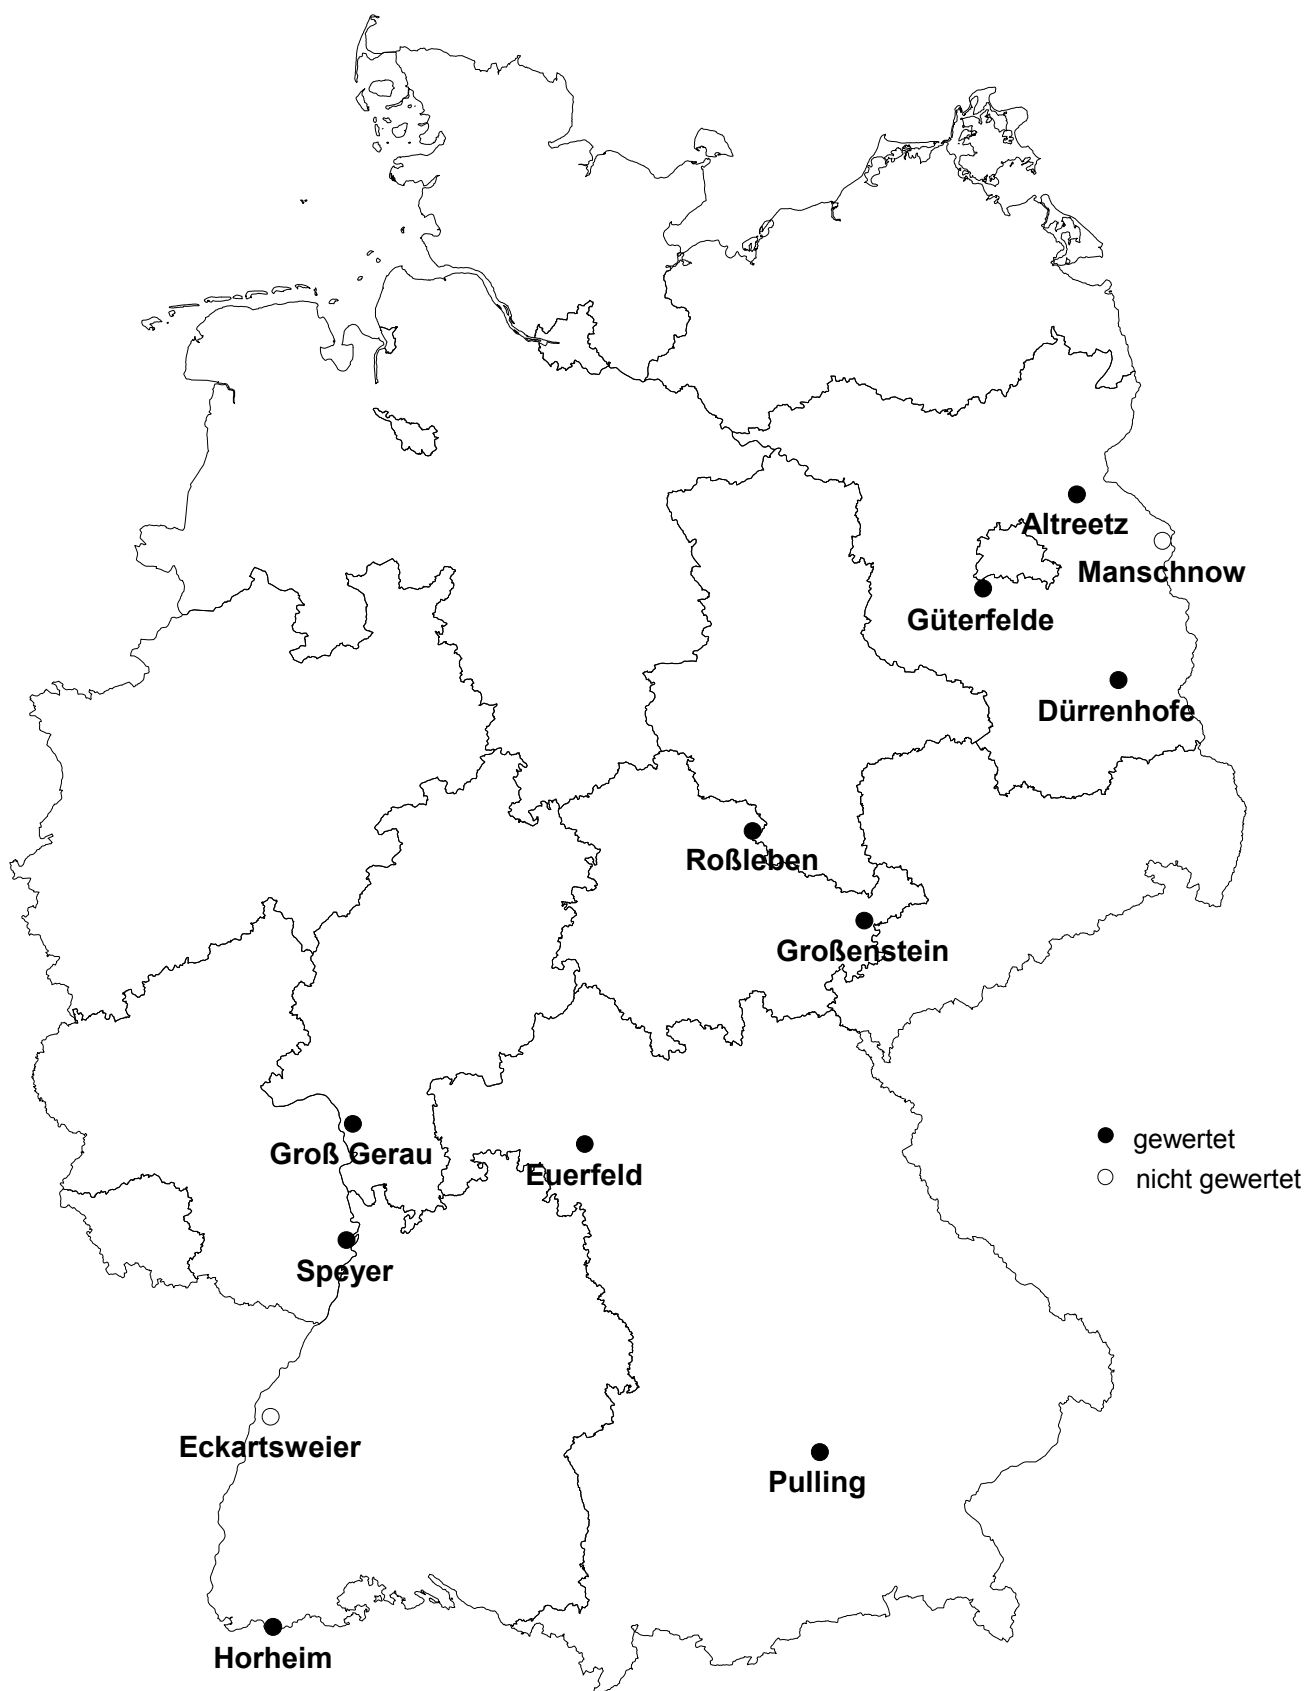 Altreetz
Manschnow
Güterfelde
Dürrenhofe
Roßleben
Großenstein
gewertet
Groß Gerau
Euerfeld
nicht gewertet
Speyer
Eckartsweier
Pulling
Horheim